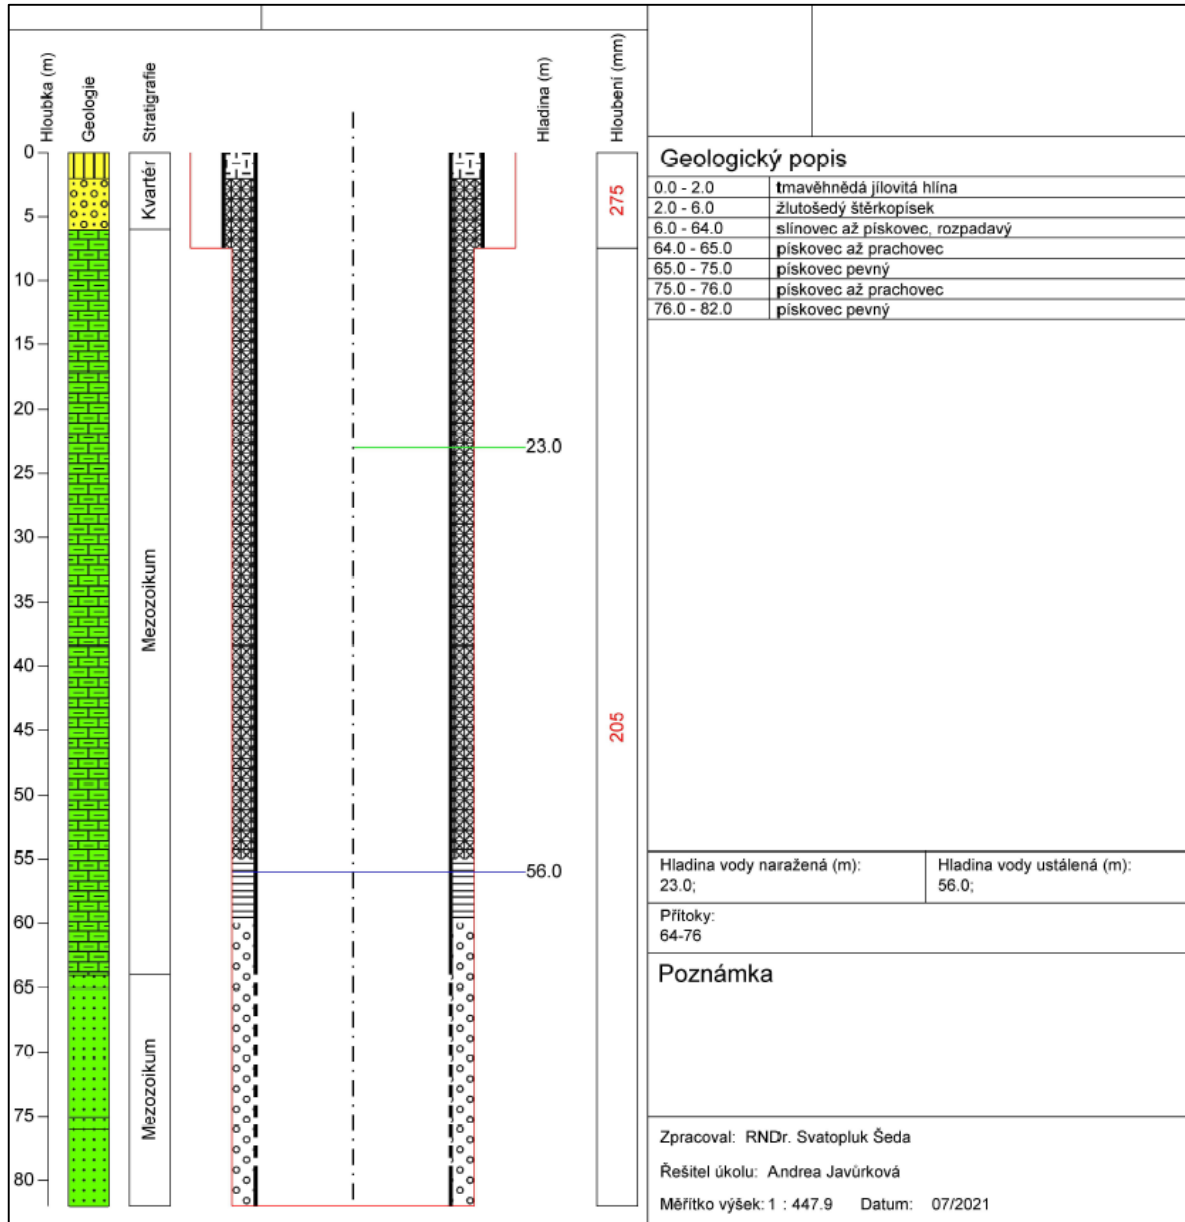 Hloubka (m)
Geologie
Stratigrafie
Hladina (m)
Hloubení (mm)
0
5
10
15
20
25
30
35
40
45
50
55
60
65
70
75
80
Kvartér
Mezozoikum
Mezozoikum
23.0
56.0
275
205
Geologický popis
0.0 - 2.0 tmavěhnědá jílovitá hlína
2.0 - 6.0 žlutošedý štěrkopísek
6.0 - 64.0 slínovec až pískovec, rozpadavý
64.0 - 65.0 pískovec až prachovec
65.0 - 75.0 pískovec pevný
75.0 - 76.0 pískovec až prachovec
76.0 - 82.0 pískovec pevný
Hladina vody naražená (m):
23.0;
Hladina vody ustálená (m):
56.0;
Přítoky:
64-76
Poznámka
Zpracoval: RNDr. Svatopluk Šeda
Řešitel úkolu: Andrea Javůrková
Měřítko výšek: 1 : 447.9 Datum: 07/2021